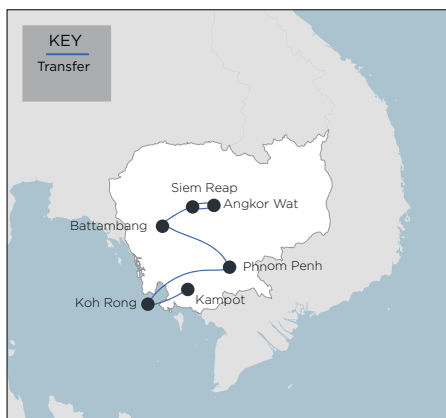 KEY
Transfer
Siem Reap
Angkor Wat
Battambang
Phnom Penh
Koh Rong
Kampot